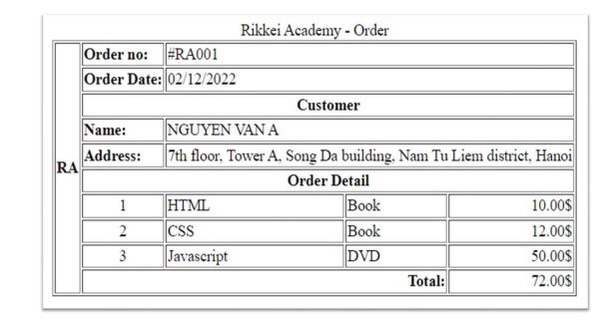 Rikkei Academy - Order
RA
Order no: #RA001
Order Date: 02/12/2022
Customer
Name: NGUYEN VAN A
Address: 7th floor, Tower A, Song Da building, Nam Tu Liem district, Hanoi
Order Detail
1 HTML Book 10.00$
2 CSS Book 12.00$
3 Javascript DVD 50.00$
Total: 72.00$